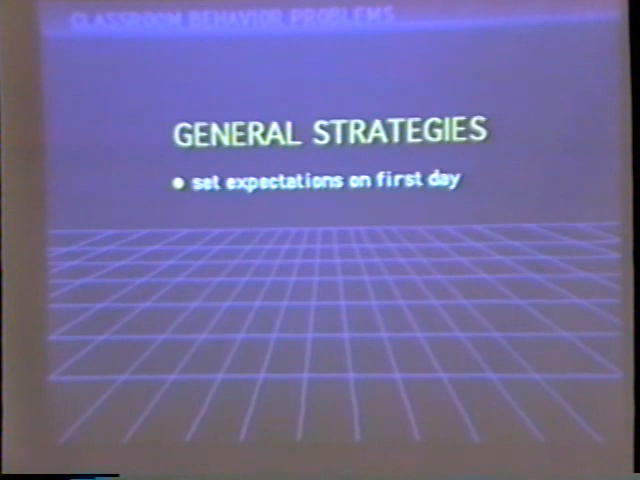 CLASSROOM BEHAVIOR PROBLEMS
GENERAL STRATEGIES
• set expectations on first day